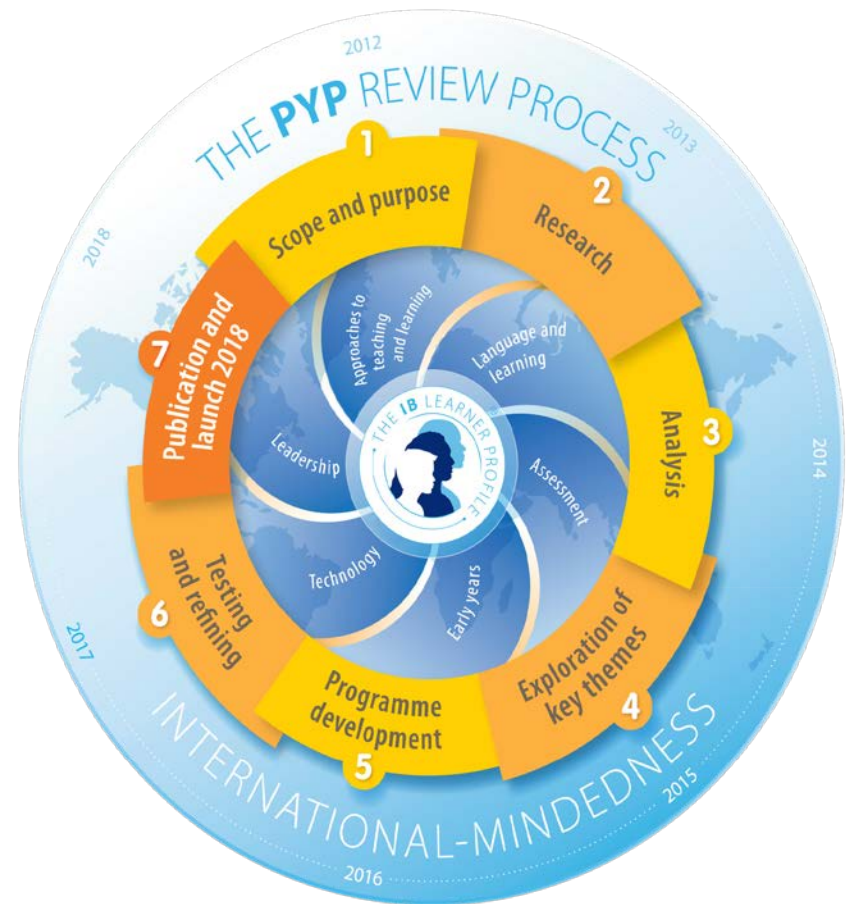 THE PYP REVIEW PROCESS
2012
2013
2014
2015
2016
2017
2018
1
Scope and purpose
2
Research
3
Analysis
4
Exploration of
key themes
5
Programme
development
6
Testing
and refining
7
Publication and
launch 2018
Approaches to
teaching
and learning
Language and
learning
Assessment
Early years
Technology
Leadership
THE IB LEARNER PROFILE
INTERNATIONAL-MINDEDNESS